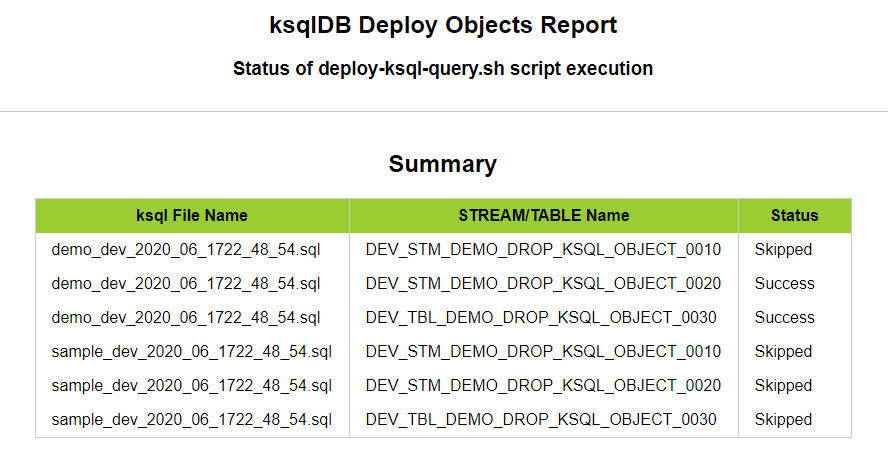 ksqlDB Deploy Objects Report
Status of deploy-ksql-query.sh script execution
Summary
ksql File Name STREAM/TABLE Name Status
demo_dev_2020_06_1722_48_54.sql DEV_STM_DEMO_DROP_KSQL_OBJECT_0010 Skipped
demo_dev_2020_06_1722_48_54.sql DEV_STM_DEMO_DROP_KSQL_OBJECT_0020 Success
demo_dev_2020_06_1722_48_54.sql DEV_TBL_DEMO_DROP_KSQL_OBJECT_0030 Success
sample_dev_2020_06_1722_48_54.sql DEV_STM_DEMO_DROP_KSQL_OBJECT_0010 Skipped
sample_dev_2020_06_1722_48_54.sql DEV_STM_DEMO_DROP_KSQL_OBJECT_0020 Skipped
sample_dev_2020_06_1722_48_54.sql DEV_TBL_DEMO_DROP_KSQL_OBJECT_0030 Skipped